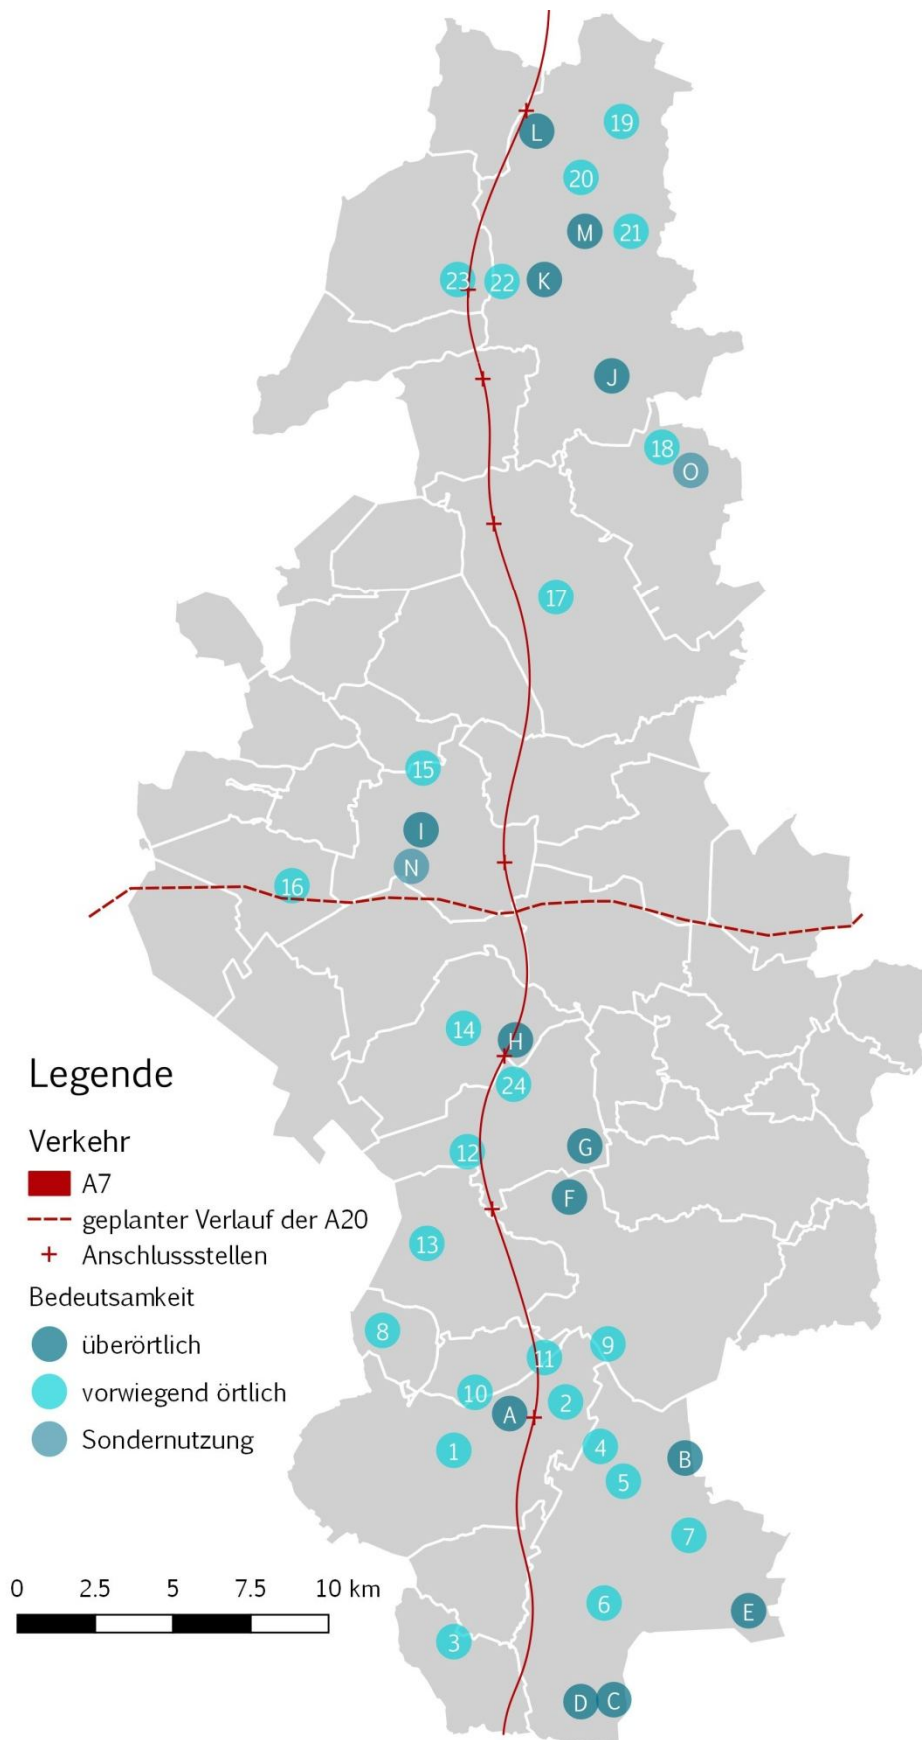 L
19
20
M
21
23
22
K
J
18
O
17
15
I
N
16
14
H
24
12
G
F
13
8
11
9
10
A
2
1
4
B
5
7
6
E
3
D
C
Legende
Verkehr
A7
geplanter Verlauf der A20
Anschlussstellen
Bedeutsamkeit
überörtlich
vorwiegend örtlich
Sondernutzung
0 2.5 5 7.5 10 km